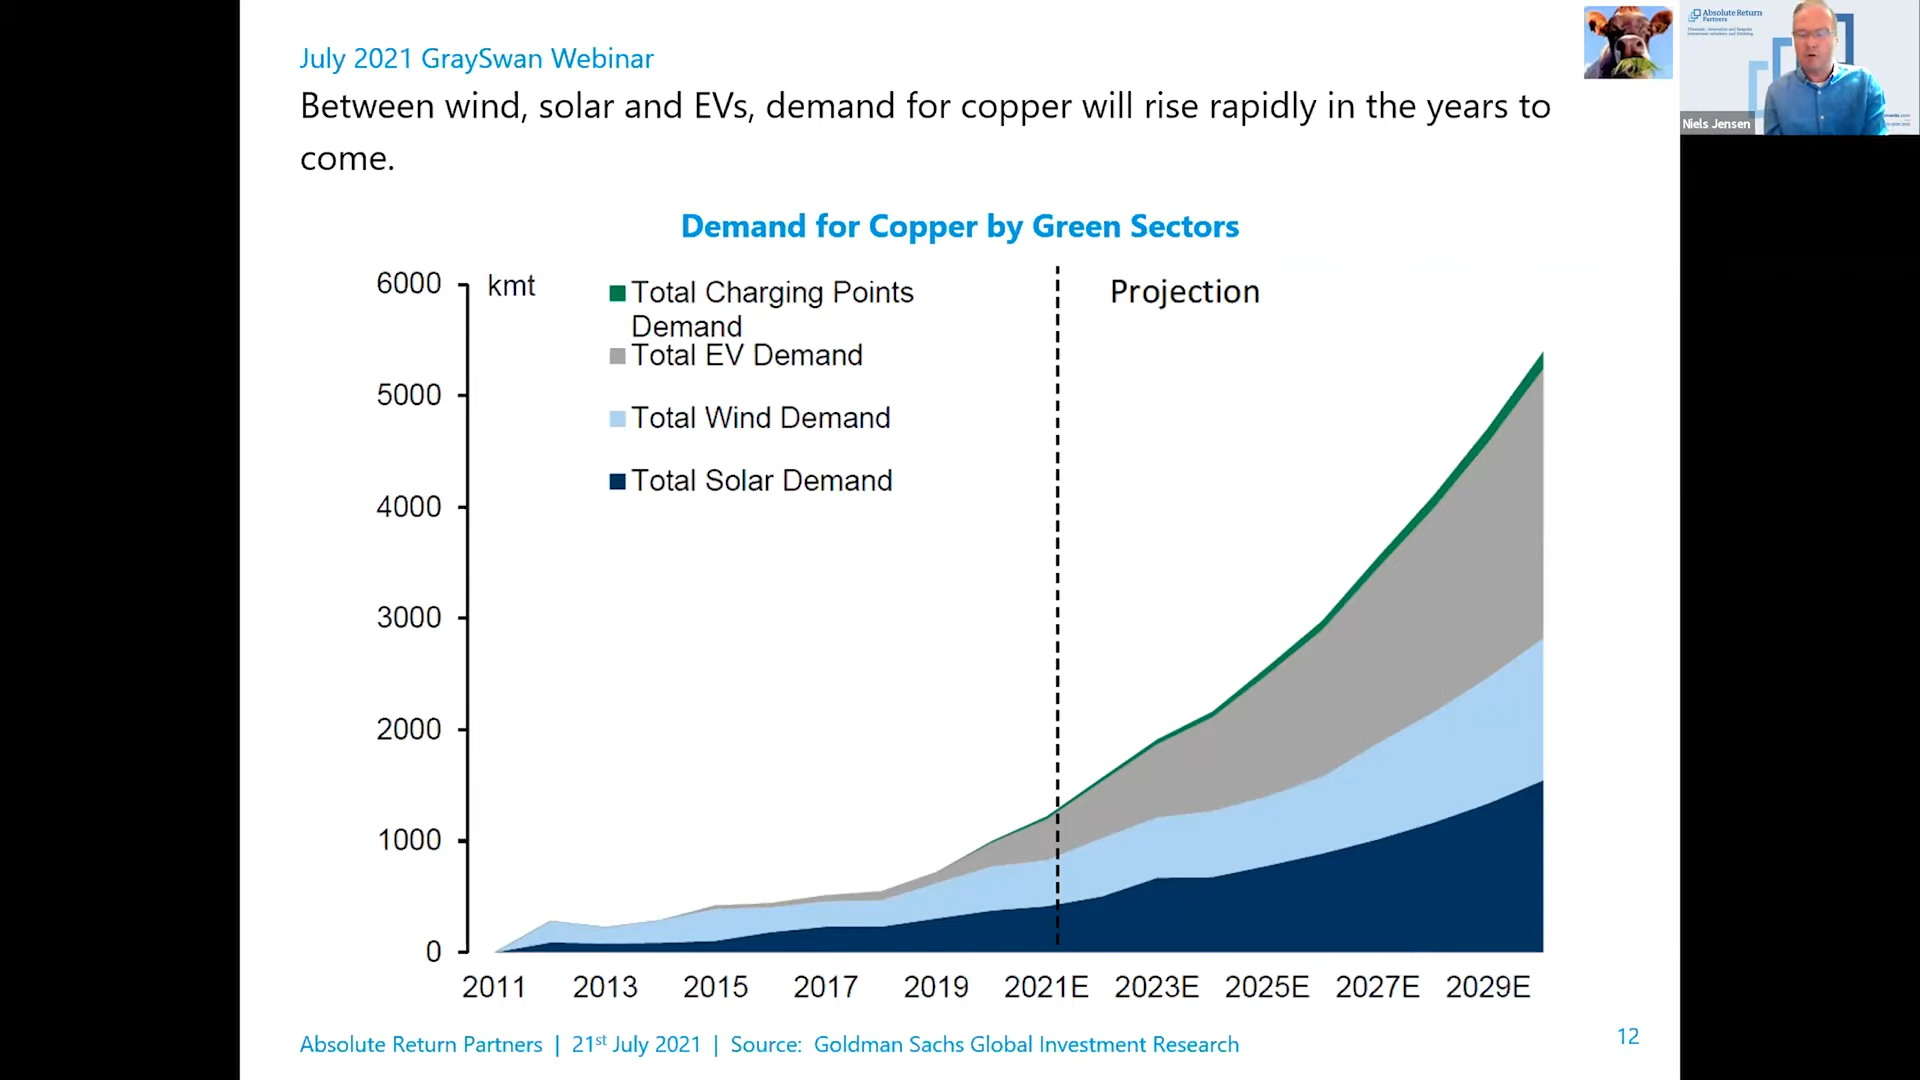 July 2021 GraySwan Webinar
Between wind, solar and EVs, demand for copper will rise rapidly in the years to
come.
Demand for Copper by Green Sectors
6000
5000
4000
3000
2000
1000
0
kmt
Total Charging Points
Demand
Total EV Demand
Total Wind Demand
Total Solar Demand
Projection
2011 2013 2015 2017 2019 2021E 2023E 2025E 2027E 2029E
Absolute Return Partners | 21st July 2021 | Source: Goldman Sachs Global Investment Research
12
Absolute Return
Partners
Niels Jensen